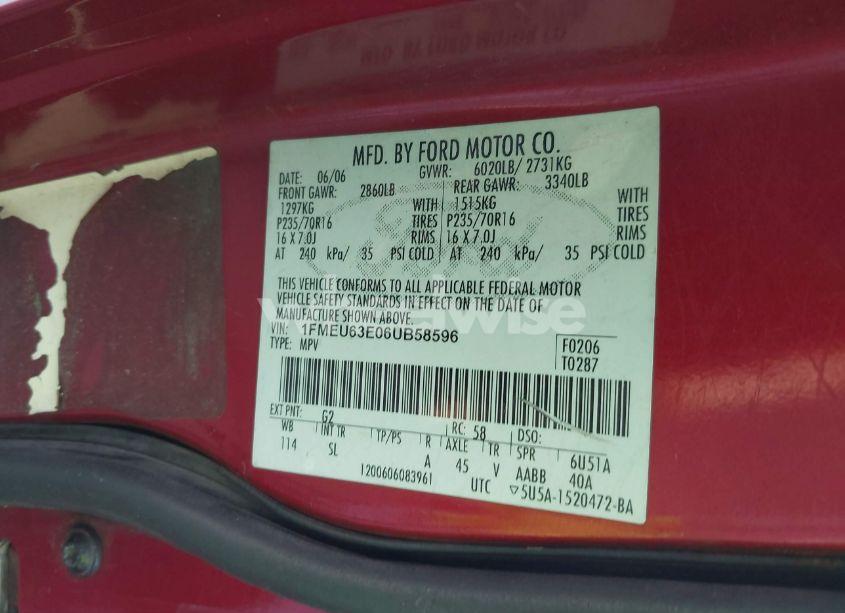 MFD. BY FORD MOTOR CO.
DATE: 06/06 GVWR: 6020LB/ 2731KG
FRONT GAWR: 2860LB REAR GAWR: 3340LB
1297KG WITH 1515KG WITH
P235/70R16 TIRES P235/70R16 TIRES
16 X 7.0J RIMS 16 X 7.0J RIMS
AT 240 kPa/ 35 PSI COLD AT 240 kPa/ 35 PSI COLD
THIS VEHICLE CONFORMS TO ALL APPLICABLE FEDERAL MOTOR
VEHICLE SAFETY STANDARDS IN EFFECT ON THE DATE OF
MANUFACTURE SHOWN ABOVE.
VIN: 1FMEU63E06UB58596
TYPE: MPV
F0206
T0287
EXT PNT: G2 RC: 58 DSO:
WB INT TR TP/PS R AXLE TR SPR 6U51A
114 SL A 45 V AABB 40A
1200606083961 UTC ▽5U5A-1520472-BA